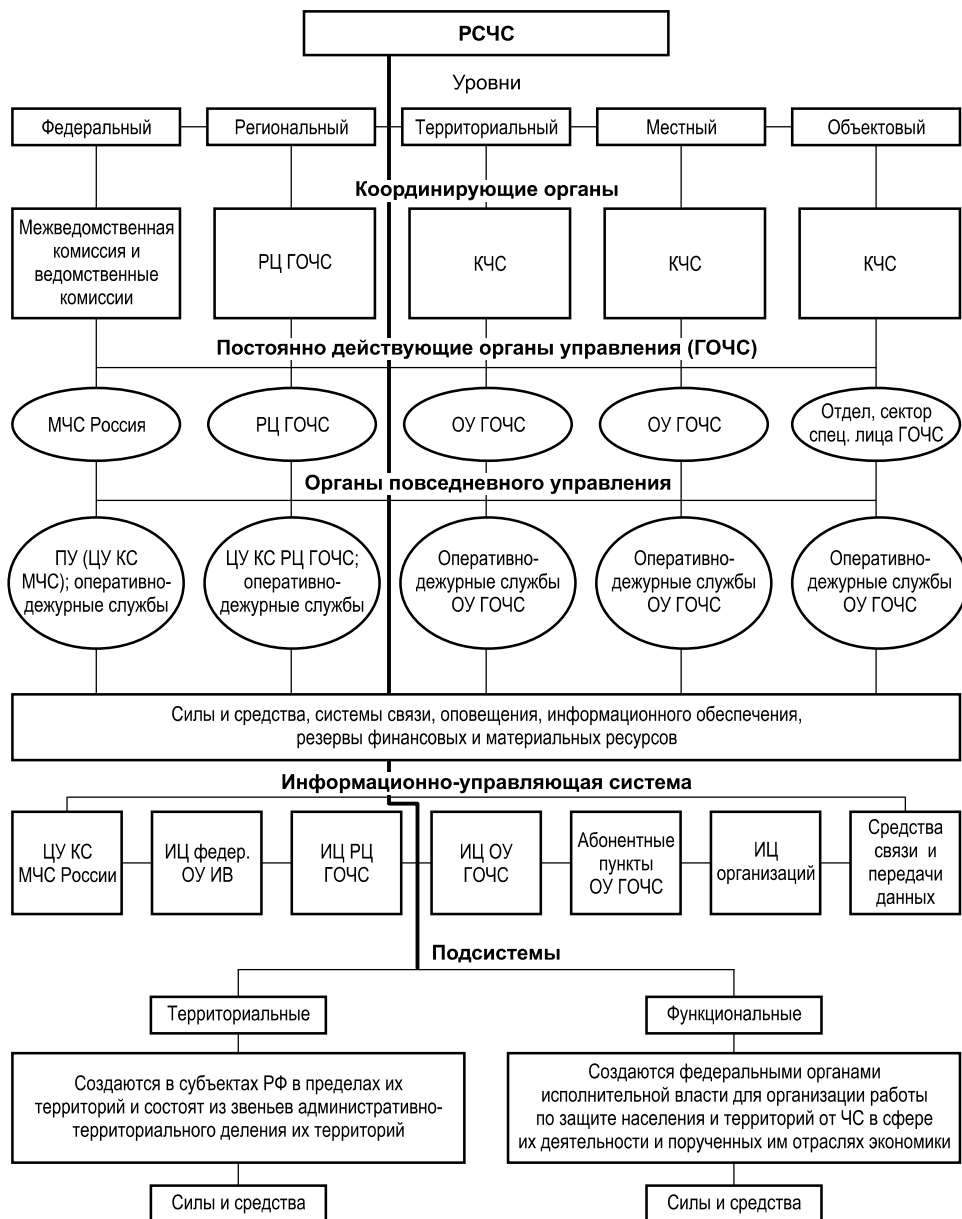 РСЧС
Уровни
Федеральный
Региональный
Территориальный
Местный
Объектовый
Координирующие органы
Межведомственная
комиссия и
ведомственные
комиссии
РЦ ГОЧС
КЧС
КЧС
КЧС
Постоянно действующие органы управления (ГОЧС)
МЧС Россия
РЦ ГОЧС
ОУ ГОЧС
ОУ ГОЧС
Отдел, сектор
спец. лица ГОЧС
Органы повседневного управления
ПУ (ЦУ КС
МЧС); оперативно-
дежурные службы
ЦУ КС РЦ ГОЧС;
оперативно-
дежурные службы
Оперативно-
дежурные службы
ОУ ГОЧС
Оперативно-
дежурные службы
ОУ ГОЧС
Оперативно-
дежурные службы
ОУ ГОЧС
Силы и средства, системы связи, оповещения, информационного обеспечения,
резервы финансовых и материальных ресурсов
Информационно-управляющая система
ЦУ КС
МЧС России
ИЦ федер.
ОУ ИВ
ИЦ РЦ
ГОЧС
ИЦ ОУ
ГОЧС
Абонентные
пункты
ОУ ГОЧС
ИЦ
организаций
Средства
связи и
передачи
данных
Подсистемы
Территориальные
Функциональные
Создаются в субъектах РФ в пределах их
территорий и состоят из звеньев административно-
территориального деления их территорий
Создаются федеральными органами
исполнительной власти для организации работы
по защите населения и территорий от ЧС в сфере
их деятельности и порученных им отраслях экономики
Силы и средства
Силы и средства